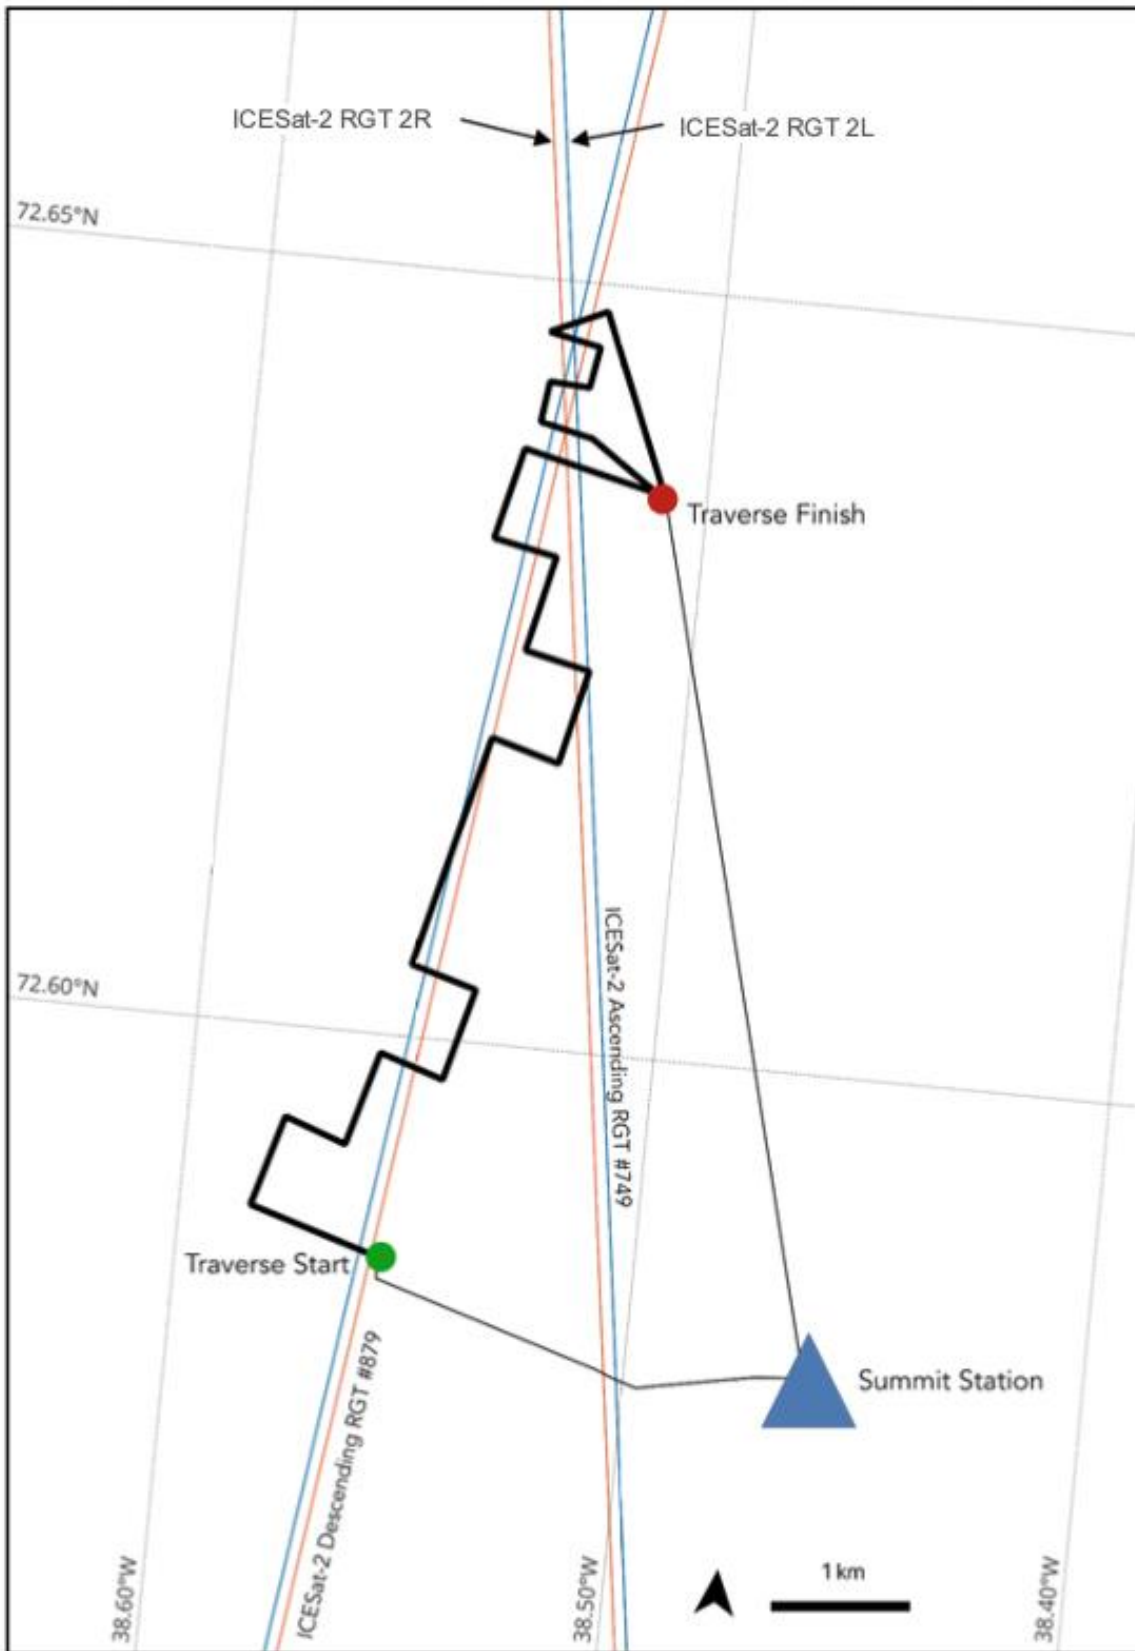 ICESat-2 RGT 2R
ICESat-2 RGT 2L
72.65°N
Traverse Finish
ICESat-2 Ascending RGT #749
72.60°N
Traverse Start
Summit Station
ICESat-2 Descending RGT #879
1 km
38.60°W
38.50°W
38.40°W